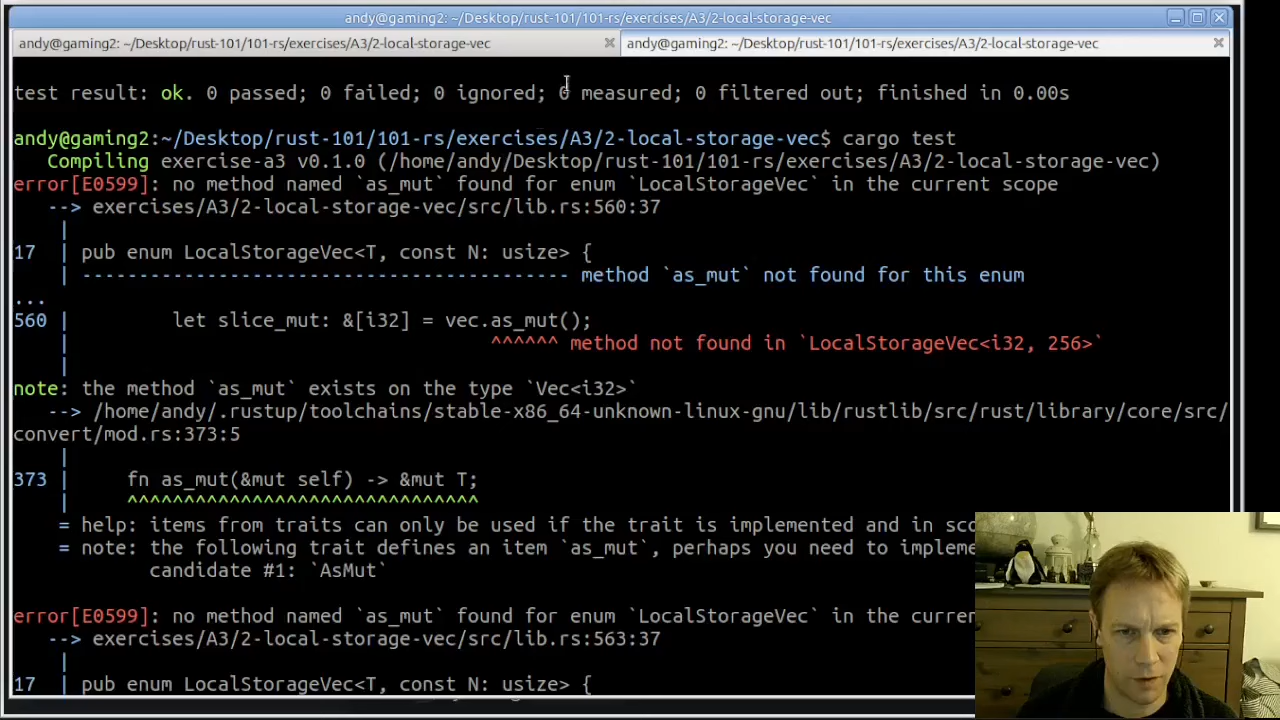 andy@gaming2: ~/Desktop/rust-101/101-rs/exercises/A3/2-local-storage-vec
andy@gaming2: ~/Desktop/rust-101/101-rs/exercises/A3/2-local-storage-vec andy@gaming2: ~/Desktop/rust-101/101-rs/exercises/A3/2-local-storage-vec
test result: ok. 0 passed; 0 failed; 0 ignored; 0 measured; 0 filtered out; finished in 0.00s
andy@gaming2:~/Desktop/rust-101/101-rs/exercises/A3/2-local-storage-vec$ cargo test
Compiling exercise-a3 v0.1.0 (/home/andy/Desktop/rust-101/101-rs/exercises/A3/2-local-storage-vec)
error[E0599]: no method named `as_mut` found for enum `LocalStorageVec` in the current scope
--> exercises/A3/2-local-storage-vec/src/lib.rs:560:37
|
17 | pub enum LocalStorageVec<T, const N: usize> {
| ------------------------------------------- method `as_mut` not found for this enum
...
560 | let slice_mut: &[i32] = vec.as_mut();
| ^^^^^^ method not found in `LocalStorageVec<i32, 256>`
|
note: the method `as_mut` exists on the type `Vec<i32>`
--> /home/andy/.rustup/toolchains/stable-x86_64-unknown-linux-gnu/lib/rustlib/src/rust/library/core/src/
convert/mod.rs:373:5
|
373 | fn as_mut(&mut self) -> &mut T;
| ^^^^^^^^^^^^^^^^^^^^^^^^^^^^^^^
= help: items from traits can only be used if the trait is implemented and in
= note: the following trait defines an item `as_mut`, perhaps you need to
candidate #1: `AsMut`
error[E0599]: no method named `as_mut` found for enum `LocalStorageVec` in the
--> exercises/A3/2-local-storage-vec/src/lib.rs:563:37
|
17 | pub enum LocalStorageVec<T, const N: usize> {